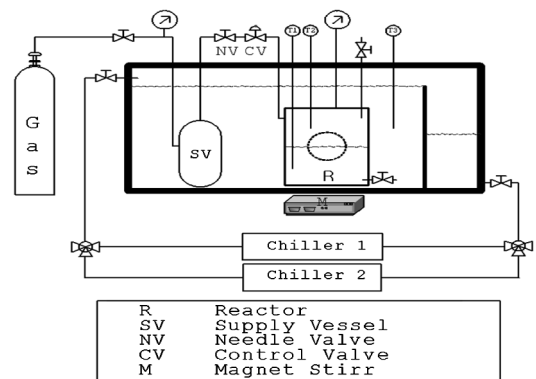 T1 T2 T3
NV CV
Gas
SV
R
M
Chiller 1
Chiller 2
R Reactor
SV Supply Vessel
NV Needle Valve
CV Control Valve
M Magnet Stirr